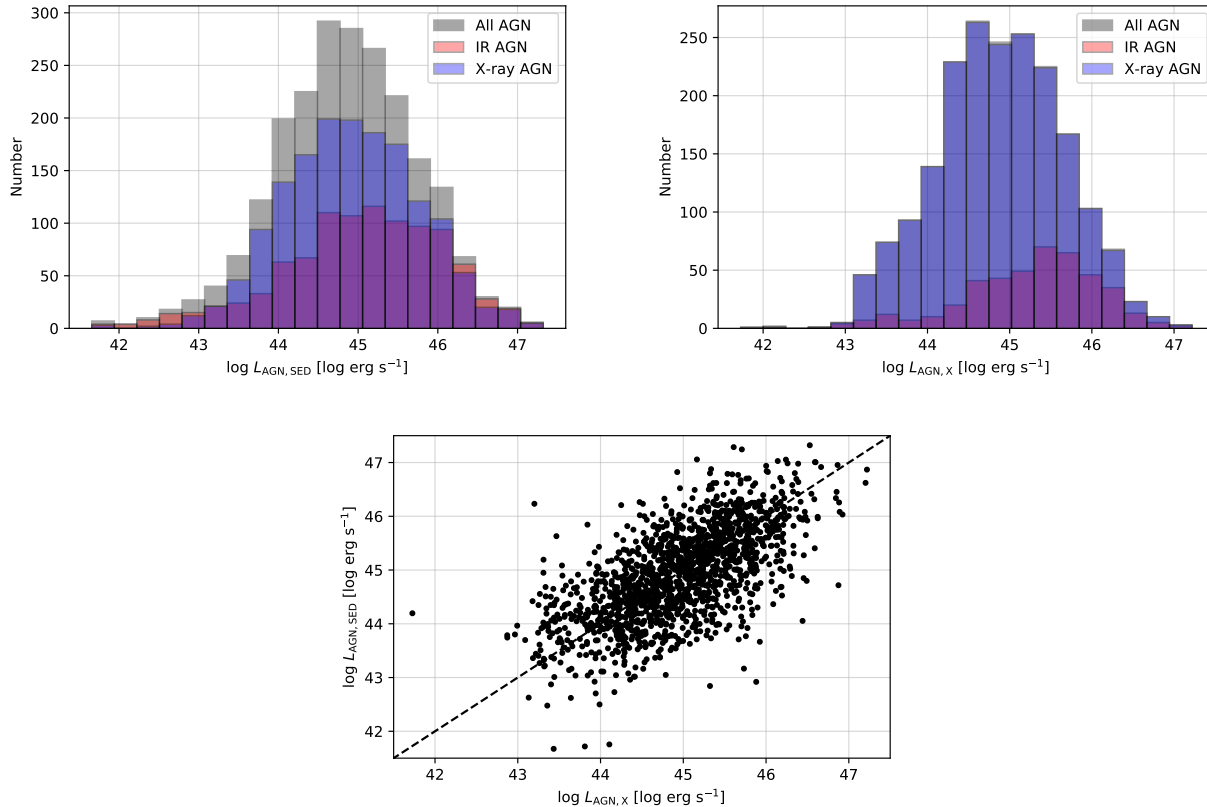 All AGN
IR AGN
X-ray AGN
300
250
200
150
100
50
0
Number
42 43 44 45 46 47
log L_AGN, SED [log erg s⁻¹]
All AGN
IR AGN
X-ray AGN
250
200
150
100
50
0
Number
42 43 44 45 46 47
log L_AGN, X [log erg s⁻¹]
47
46
45
44
43
42
log L_AGN, SED [log erg s⁻¹]
42 43 44 45 46 47
log L_AGN, X [log erg s⁻¹]